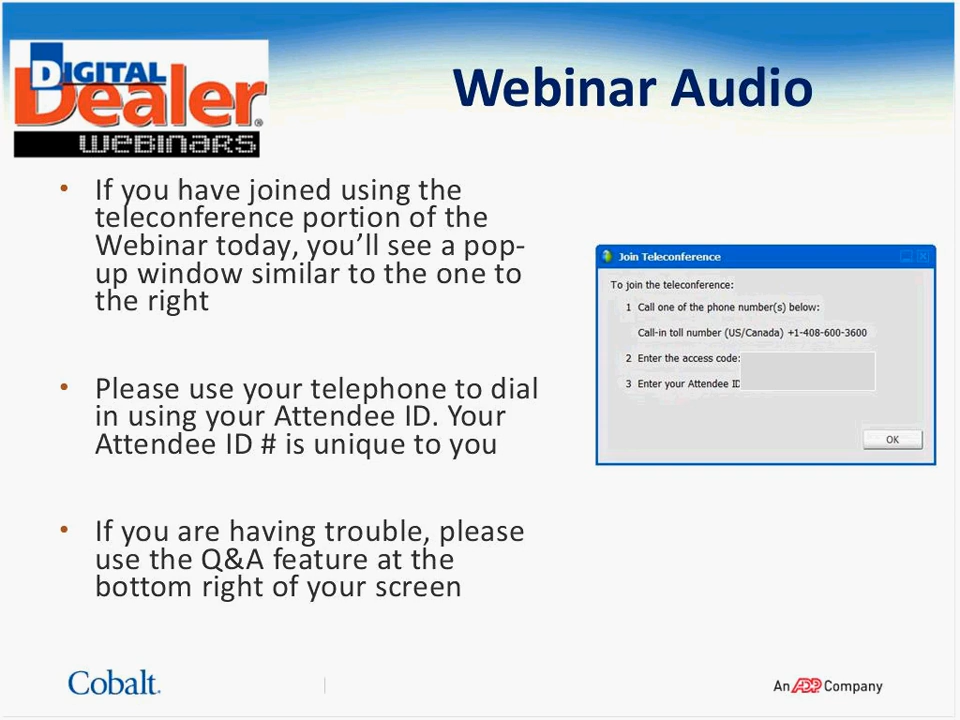 DIGITAL
Dealer®
WEBINARS
Webinar Audio
• If you have joined using the
teleconference portion of the
Webinar today, you’ll see a pop-
up window similar to the one to
the right
• Please use your telephone to dial
in using your Attendee ID. Your
Attendee ID # is unique to you
• If you are having trouble, please
use the Q&A feature at the
bottom right of your screen
Join Teleconference
To join the teleconference:
1 Call one of the phone number(s) below:
Call-in toll number (US/Canada) +1-408-600-3600
2 Enter the access code:
3 Enter your Attendee ID
OK
Cobalt.
An ADP Company